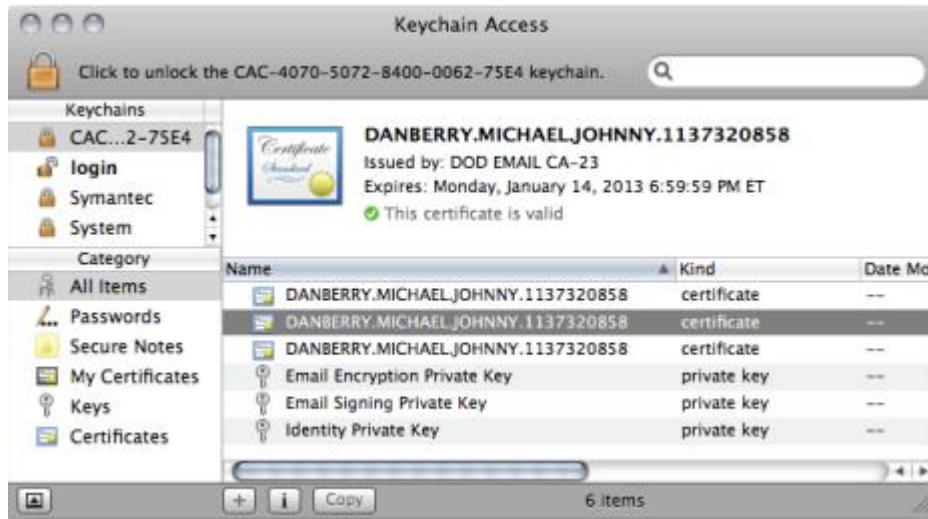 Keychain Access
Click to unlock the CAC-4070-5072-8400-0062-75E4 keychain.
Keychains
CAC...2-75E4
login
Symantec
System
Category
All Items
Passwords
Secure Notes
My Certificates
Keys
Certificates
Certificate
Standard
DANBERRY.MICHAEL.JOHNNY.1137320858
Issued by: DOD EMAIL CA-23
Expires: Monday, January 14, 2013 6:59:59 PM ET
This certificate is valid
Name Kind Date Mo
DANBERRY.MICHAEL.JOHNNY.1137320858 certificate --
DANBERRY.MICHAEL.JOHNNY.1137320858 certificate --
DANBERRY.MICHAEL.JOHNNY.1137320858 certificate --
Email Encryption Private Key private key --
Email Signing Private Key private key --
Identity Private Key private key --
+ i Copy 6 items